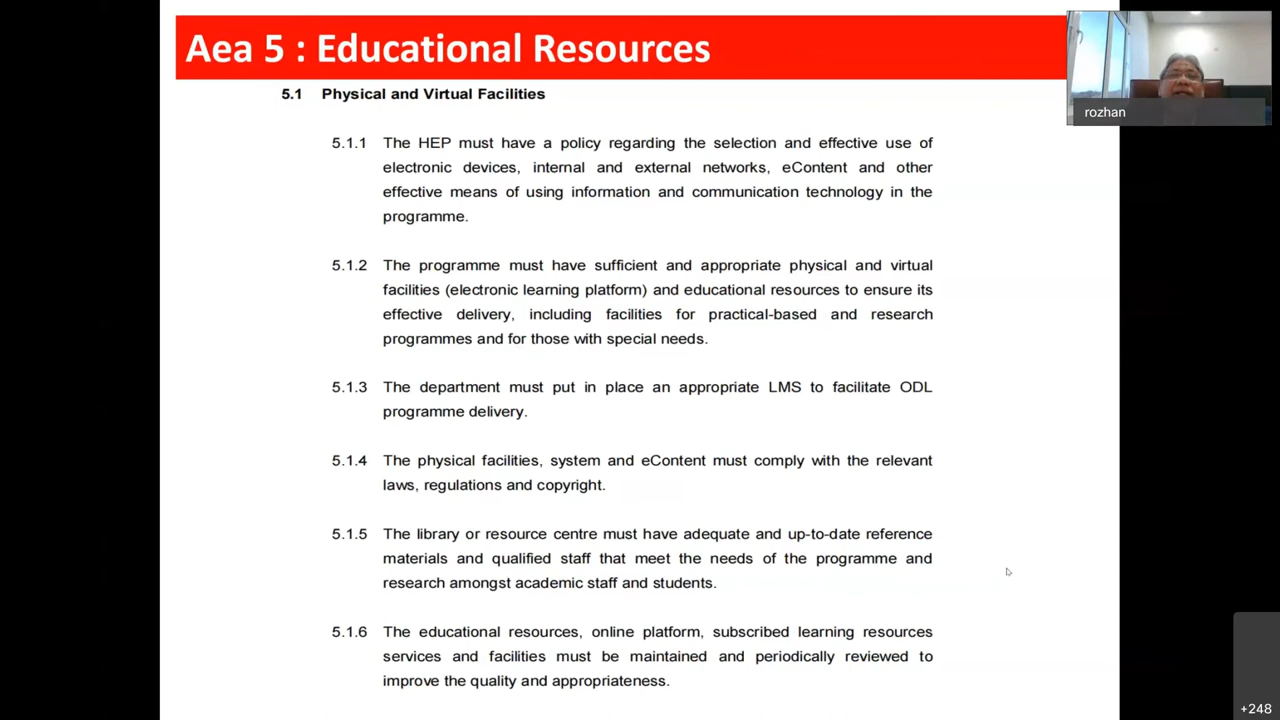 Aea 5 : Educational Resources
rozhan
5.1 Physical and Virtual Facilities
5.1.1 The HEP must have a policy regarding the selection and effective use of
electronic devices, internal and external networks, eContent and other
effective means of using information and communication technology in the
programme.
5.1.2 The programme must have sufficient and appropriate physical and virtual
facilities (electronic learning platform) and educational resources to ensure its
effective delivery, including facilities for practical-based and research
programmes and for those with special needs.
5.1.3 The department must put in place an appropriate LMS to facilitate ODL
programme delivery.
5.1.4 The physical facilities, system and eContent must comply with the relevant
laws, regulations and copyright.
5.1.5 The library or resource centre must have adequate and up-to-date reference
materials and qualified staff that meet the needs of the programme and
research amongst academic staff and students.
5.1.6 The educational resources, online platform, subscribed learning resources
services and facilities must be maintained and periodically reviewed to
improve the quality and appropriateness.
+248